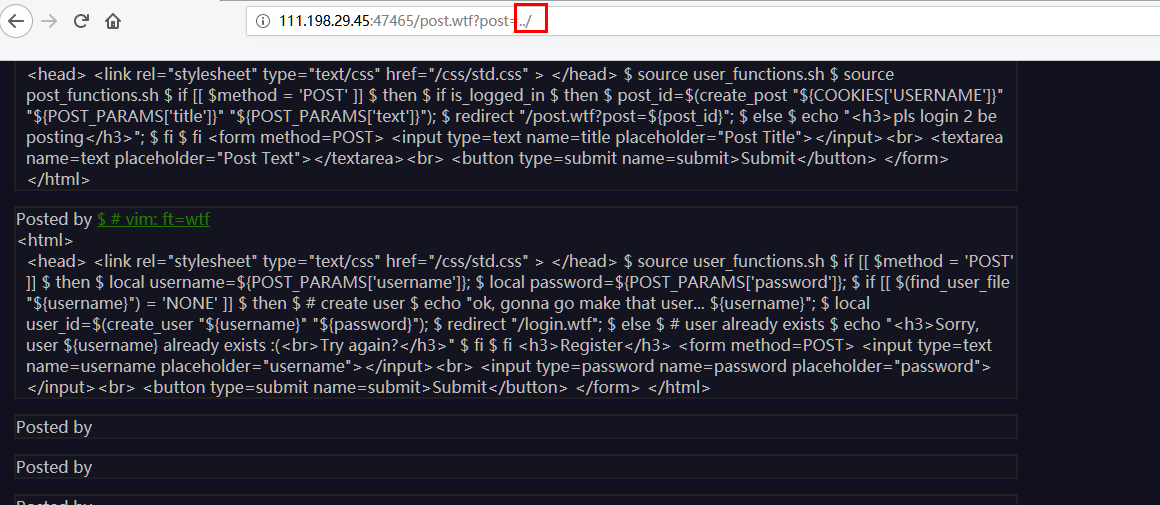 111.198.29.45:47465/post.wtf?post=../
<head> <link rel="stylesheet" type="text/css" href="/css/std.css" > </head> $ source user_functions.sh $ source
post_functions.sh $ if [[ $method = 'POST' ]] $ then $ if is_logged_in $ then $ post_id=$(create_post "${COOKIES['USERNAME']}"
"${POST_PARAMS['title']}" "${POST_PARAMS['text']}"); $ redirect "/post.wtf?post=${post_id}"; $ else $ echo "<h3>pls login 2 be
posting</h3>"; $ fi $ fi <form method=POST> <input type=text name=title placeholder="Post Title"></input><br> <textarea
name=text placeholder="Post Text"></textarea><br> <button type=submit name=submit>Submit</button> </form>
</html>
Posted by $ # vim: ft=wtf
<html>
<head> <link rel="stylesheet" type="text/css" href="/css/std.css" > </head> $ source user_functions.sh $ if [[ $method = 'POST'
]] $ then $ local username=${POST_PARAMS['username']}; $ local password=${POST_PARAMS['password']}; $ if [[ $(find_user_file
"${username}") = 'NONE' ]] $ then $ # create user $ echo "ok, gonna go make that user... ${username}"; $ local
user_id=$(create_user "${username}" "${password}"); $ redirect "/login.wtf"; $ else $ # user already exists $ echo "<h3>Sorry,
user ${username} already exists :(<br>Try again?</h3>" $ fi $ fi <h3>Register</h3> <form method=POST> <input type=text
name=username placeholder="username"></input><br> <input type=password name=password placeholder="password">
</input><br> <button type=submit name=submit>Submit</button> </form> </html>
Posted by
Posted by
Posted by